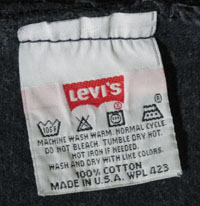 LEVI'S
MACHINE WASH WARM. NORMAL CYCLE.
DO NOT BLEACH. TUMBLE DRY HOT.
HOT IRON IF NEEDED.
WASH AND DRY WITH LIKE COLORS.
100% COTTON
MADE IN U.S.A. WPL 423